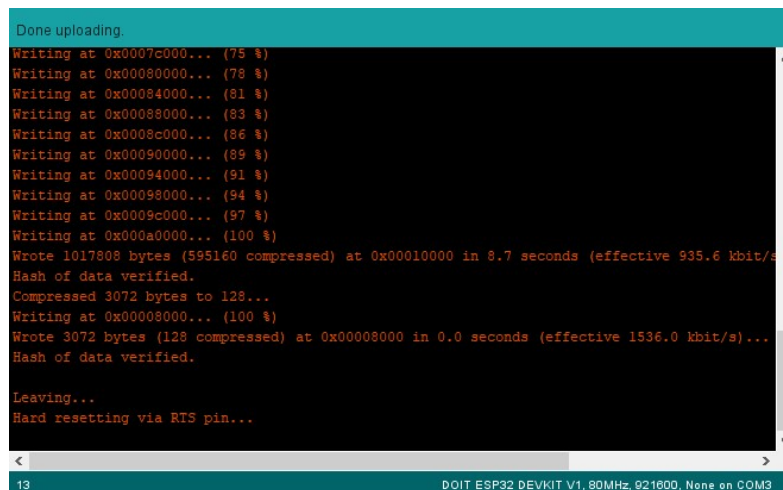 Done uploading.
Writing at 0x0007c000... (75 %)
Writing at 0x00080000... (78 %)
Writing at 0x00084000... (81 %)
Writing at 0x00088000... (83 %)
Writing at 0x0008c000... (86 %)
Writing at 0x00090000... (89 %)
Writing at 0x00094000... (91 %)
Writing at 0x00098000... (94 %)
Writing at 0x0009c000... (97 %)
Writing at 0x000a0000... (100 %)
Wrote 1017808 bytes (595160 compressed) at 0x00010000 in 8.7 seconds (effective 935.6 kbit/s
Hash of data verified.
Compressed 3072 bytes to 128...
Writing at 0x00008000... (100 %)
Wrote 3072 bytes (128 compressed) at 0x00008000 in 0.0 seconds (effective 1536.0 kbit/s)...
Hash of data verified.
Leaving...
Hard resetting via RTS pin...
13 DOIT ESP32 DEVKIT V1, 80MHz, 921600, None on COM3